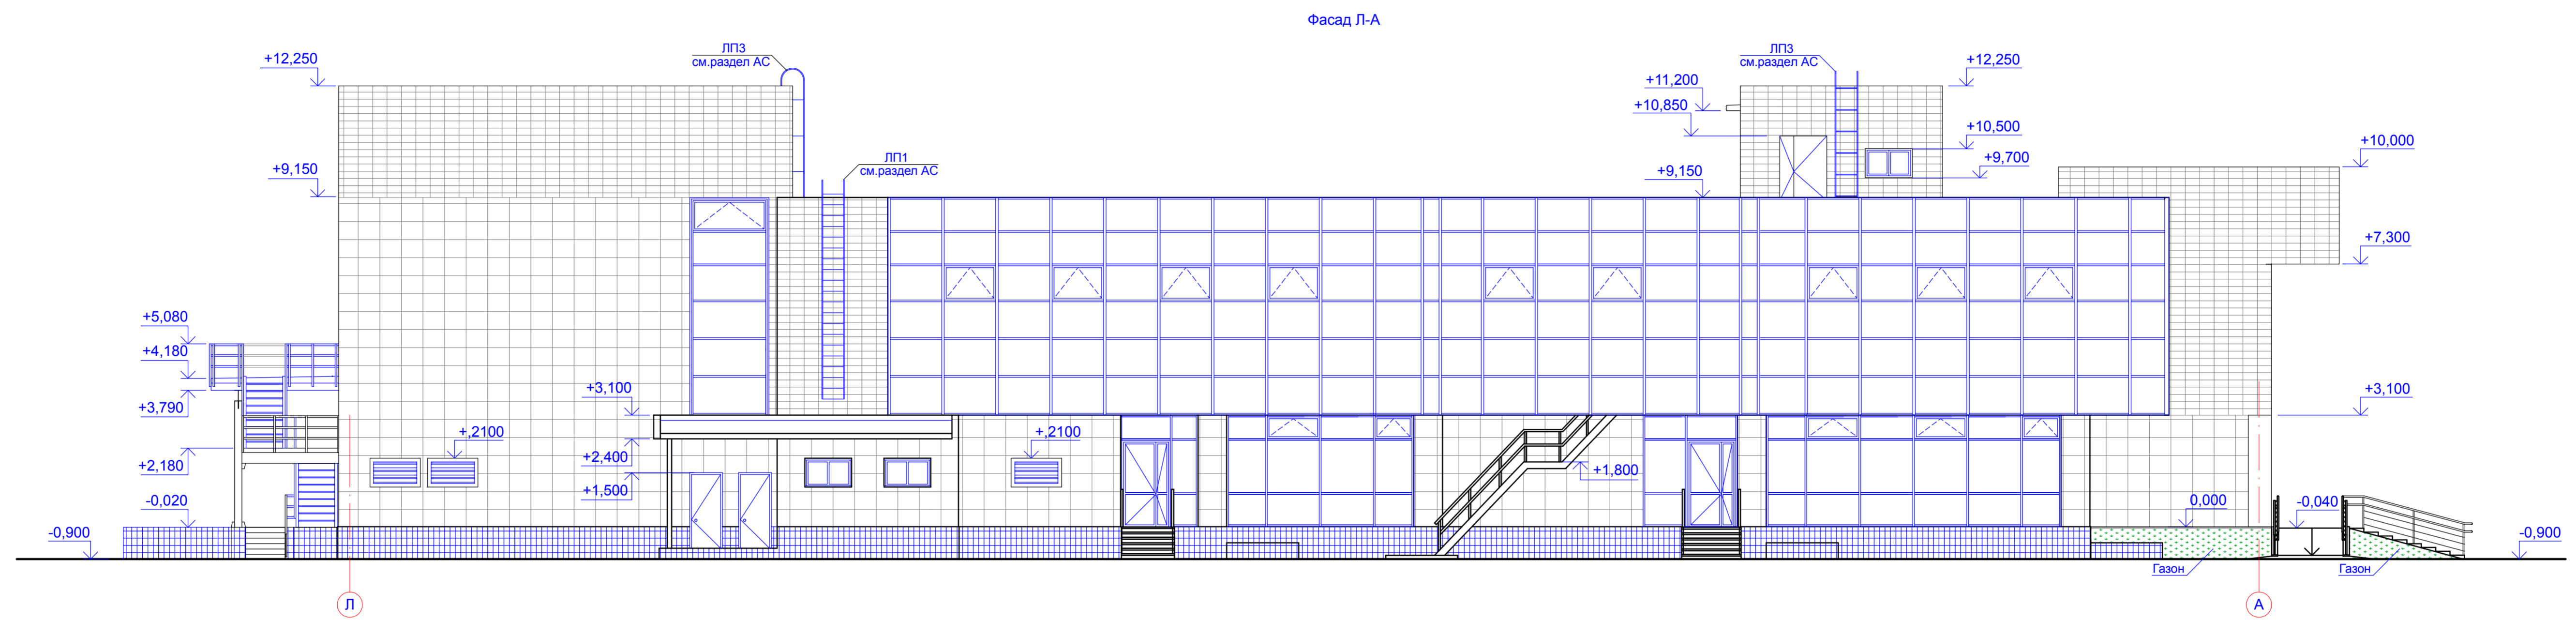 Фасад Л-А
ЛП3
см.раздел АС
ЛП3
см.раздел АС
+12,250
+12,250
+11,200
+10,850
+10,500
+10,000
+9,700
ЛП1
см.раздел АС
+9,150
+9,150
+7,300
+5,080
+4,180
+3,790
+3,100
+3,100
+,2100
+,2100
+2,180
+2,400
+1,800
+1,500
-0,020
0,000
-0,040
-0,900
-0,900
Газон
Газон
Л
А